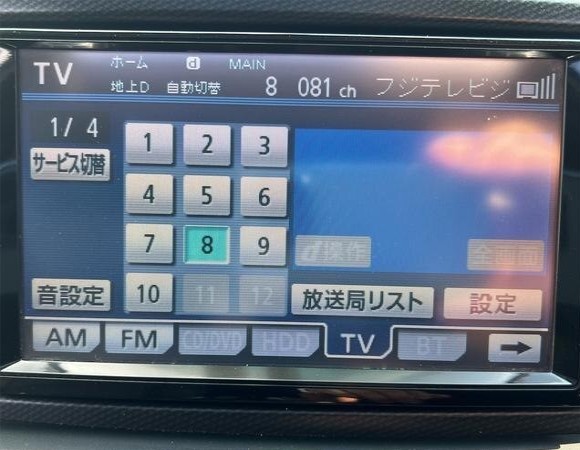 TV ホーム d MAIN
地上D 自動切替 8 081 ch フジテレビジ
1/ 4
サービス切替
1 2 3
4 5 6
7 8 9
d操作 全画面
音設定 10 11 12 放送局リスト 設定
AM FM CD/DVD HDD TV BT